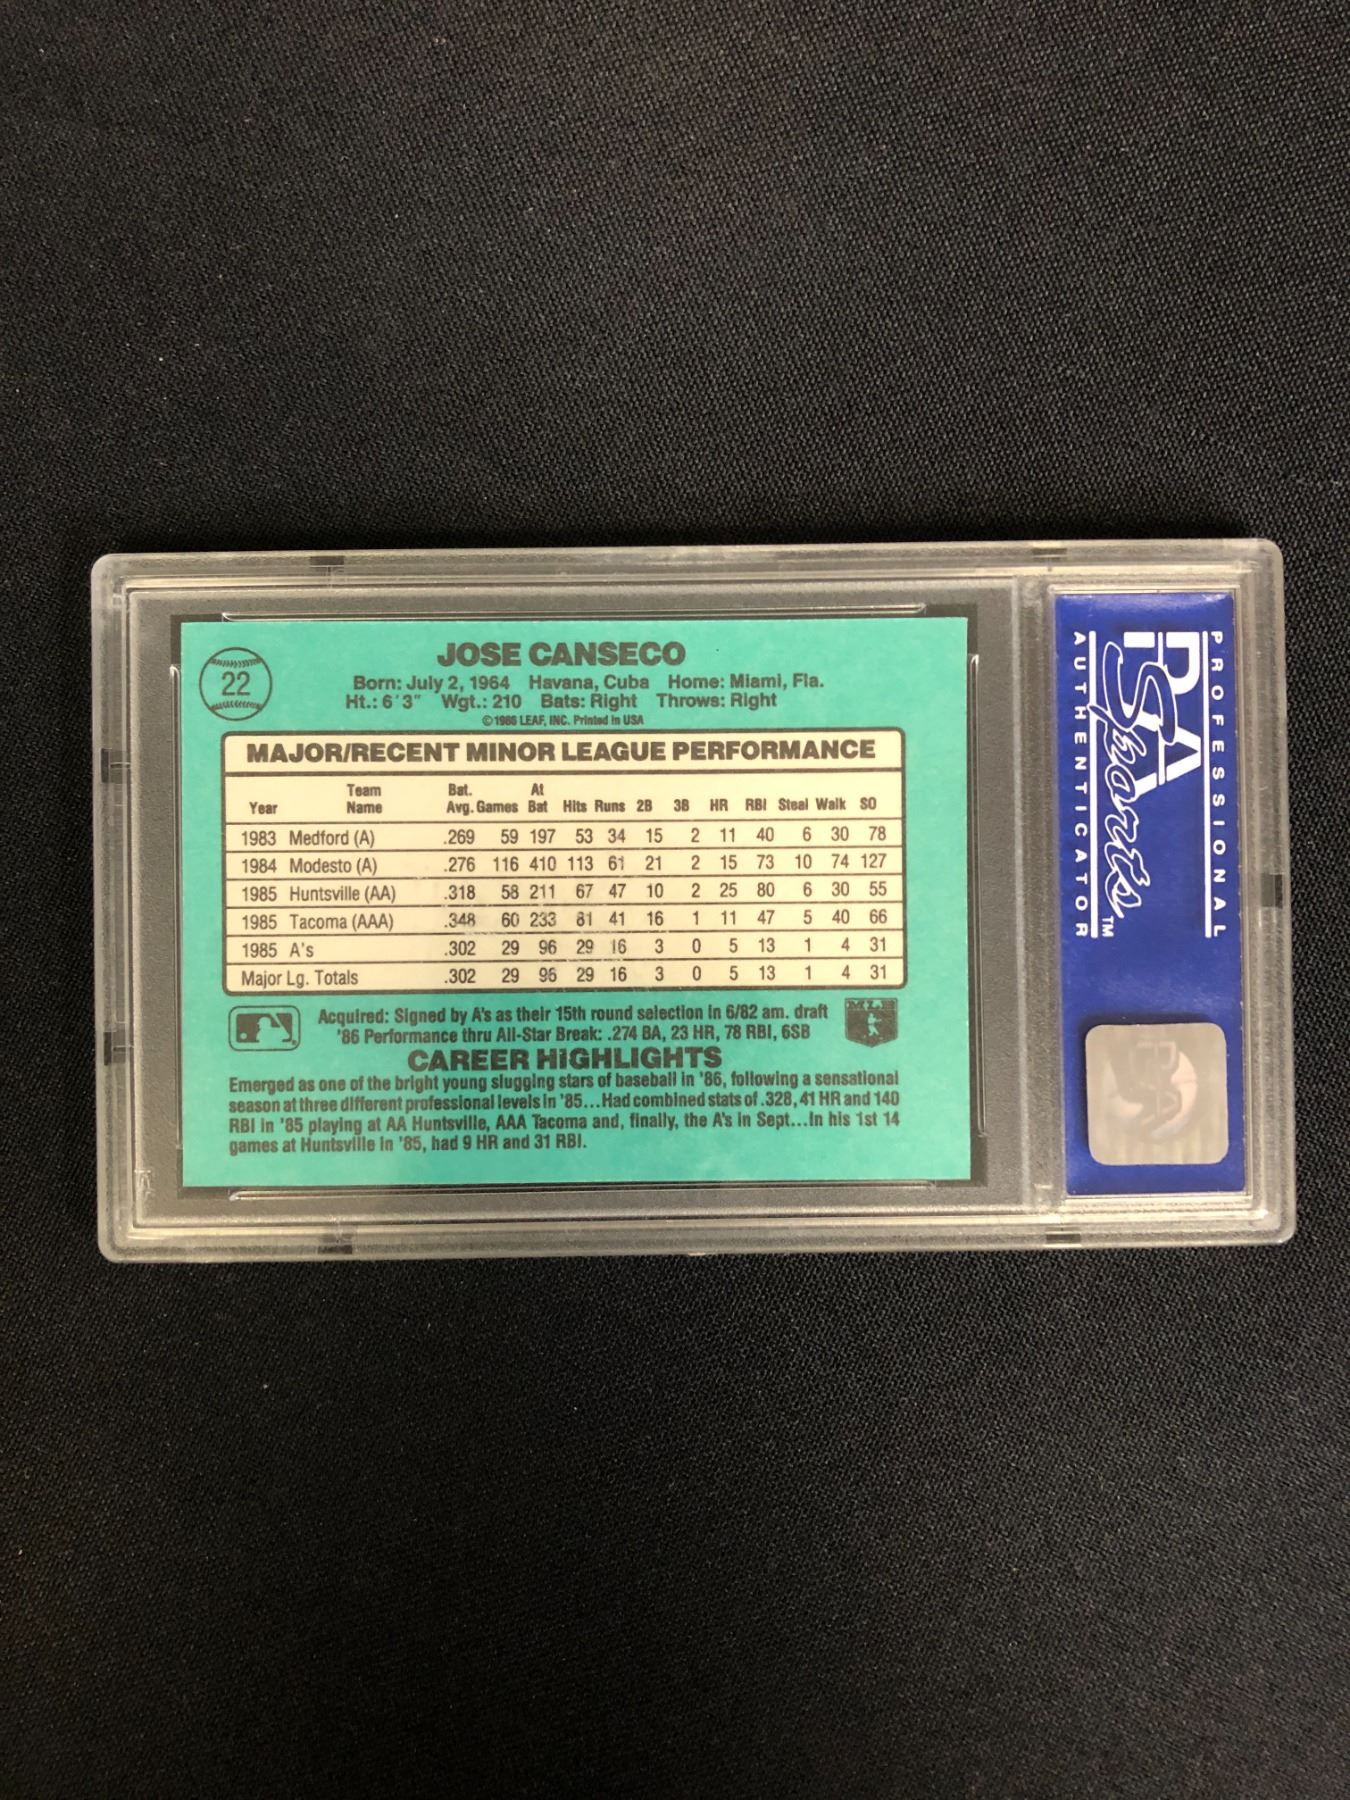 22
JOSE CANSECO
Born: July 2, 1964 Havana, Cuba Home: Miami, Fla.
Ht.: 6'3" Wgt.: 210 Bats: Right Throws: Right
©1986 LEAF, INC. Printed in USA
MAJOR/RECENT MINOR LEAGUE PERFORMANCE
Year Team Name Bat. Avg. Games At Bat Hits Runs 2B 3B HR RBI Steal Walk SO
1983 Medford (A) .269 59 197 53 34 15 2 11 40 6 30 78
1984 Modesto (A) .276 116 410 113 61 21 2 15 73 10 74 127
1985 Huntsville (AA) .318 58 211 67 47 10 2 25 80 6 30 55
1985 Tacoma (AAA) .348 60 233 81 41 16 1 11 47 5 40 66
1985 A's .302 29 96 29 16 3 0 5 13 1 4 31
Major Lg. Totals .302 29 96 29 16 3 0 5 13 1 4 31
Acquired: Signed by A's as their 15th round selection in 6/82 am. draft
'86 Performance thru All-Star Break: .274 BA, 23 HR, 78 RBI, 6SB
CAREER HIGHLIGHTS
Emerged as one of the bright young slugging stars of baseball in '86, following a sensational
season at three different professional levels in '85...Had combined stats of .328, 41 HR and 140
RBI in '85 playing at AA Huntsville, AAA Tacoma and, finally, the A's in Sept...In his 1st 14
games at Huntsville in '85, had 9 HR and 31 RBI.
PROFESSIONAL
PSA
Sports™
AUTHENTICATOR